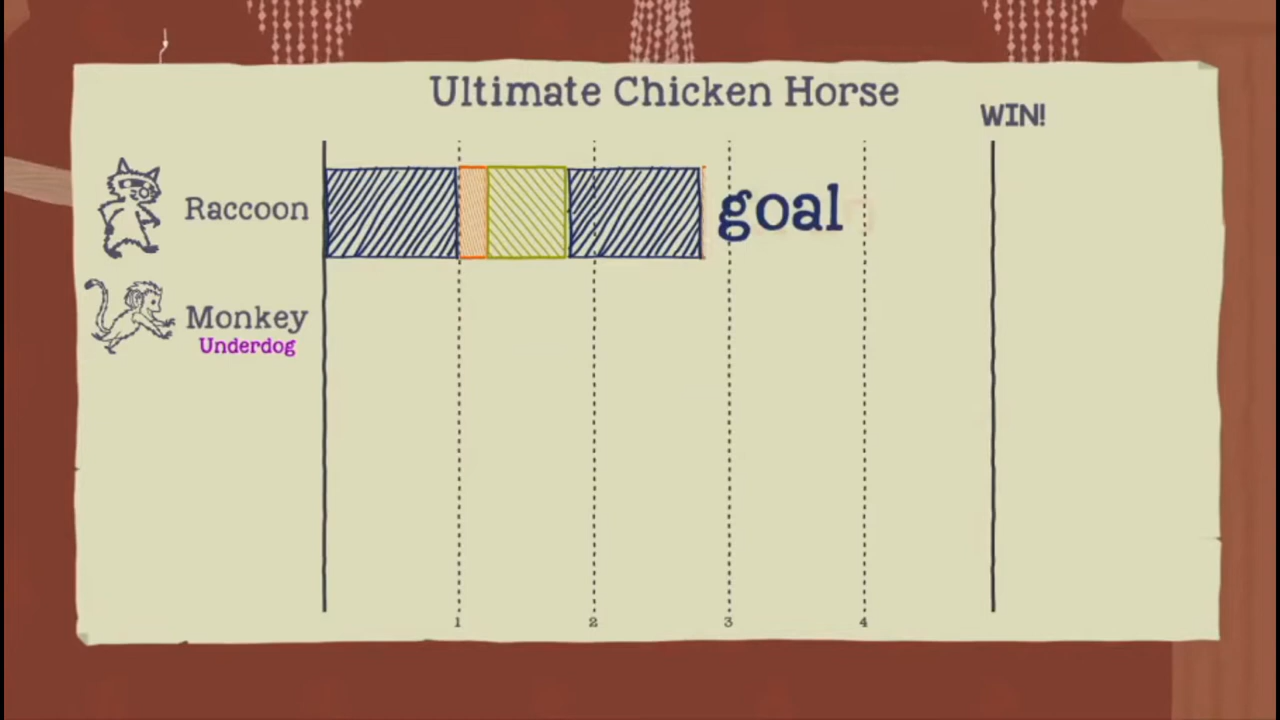 Ultimate Chicken Horse
WIN!
Raccoon
goal
Monkey
Underdog
1 2 3 4